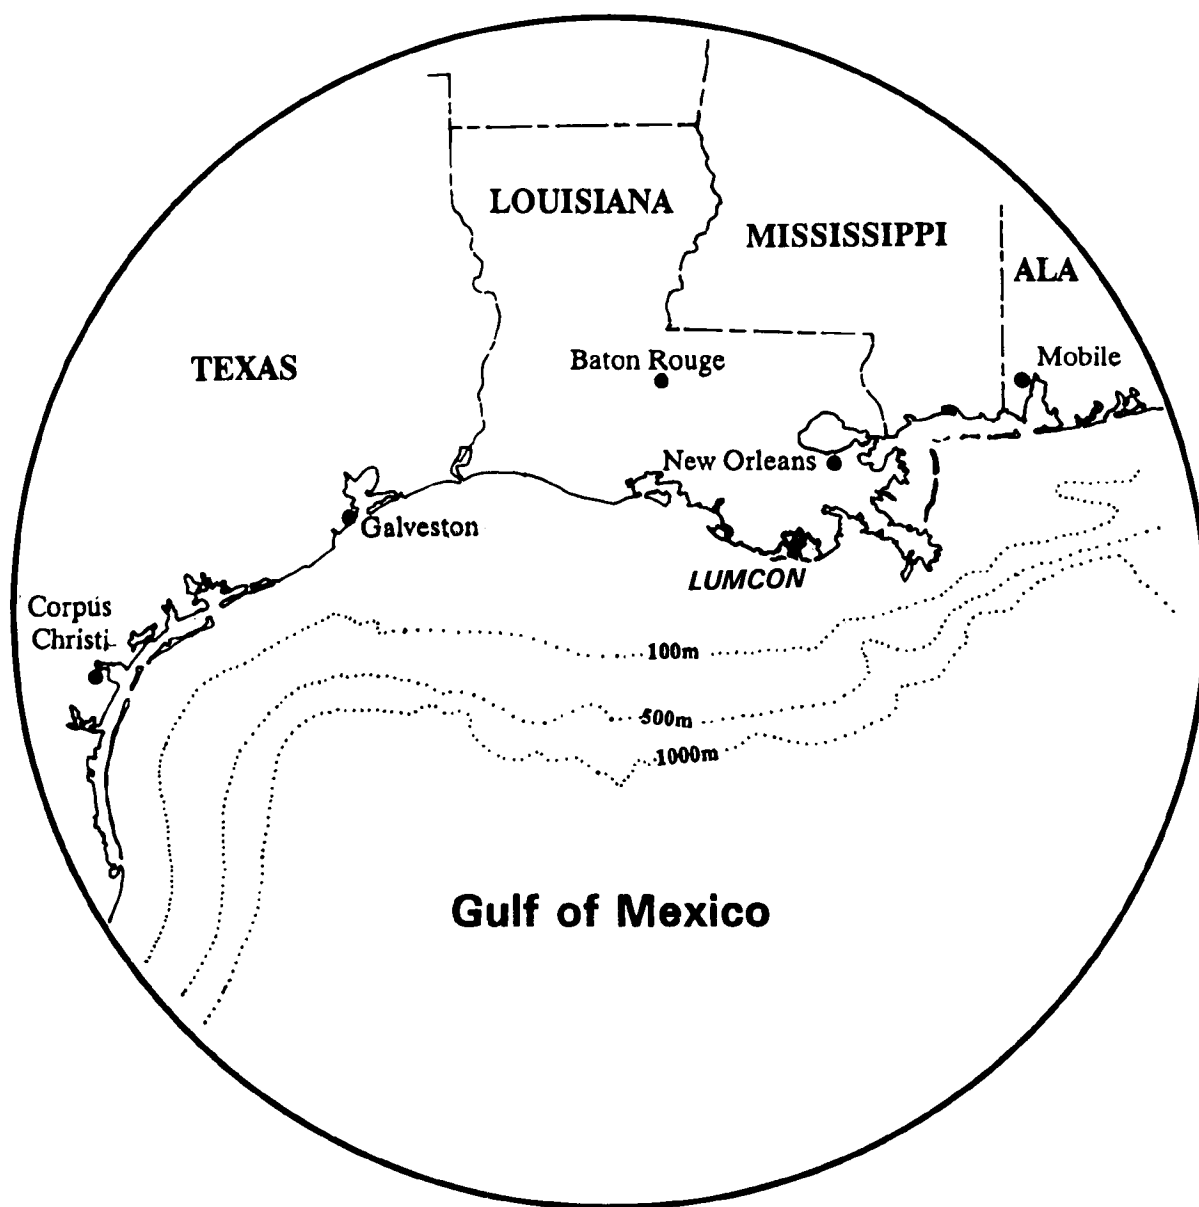 LOUISIANA
MISSISSIPPI
ALA
TEXAS
Baton Rouge
Mobile
New Orleans
Galveston
LUMCON
Corpus
Christi
100m
500m
1000m
Gulf of Mexico